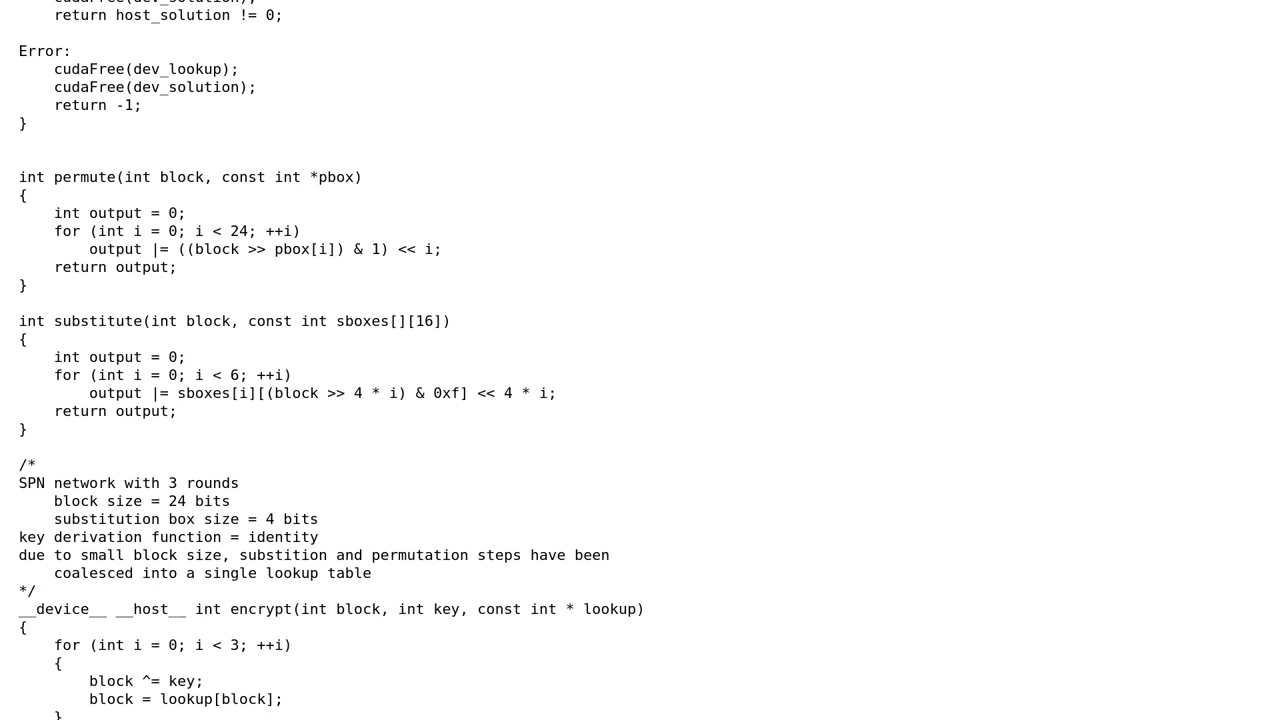 cudaFree(dev_solution);
    return host_solution != 0;

Error:
    cudaFree(dev_lookup);
    cudaFree(dev_solution);
    return -1;
}


int permute(int block, const int *pbox)
{
    int output = 0;
    for (int i = 0; i < 24; ++i)
        output |= ((block >> pbox[i]) & 1) << i;
    return output;
}

int substitute(int block, const int sboxes[][16])
{
    int output = 0;
    for (int i = 0; i < 6; ++i)
        output |= sboxes[i][(block >> 4 * i) & 0xf] << 4 * i;
    return output;
}

/*
SPN network with 3 rounds
    block size = 24 bits
    substitution box size = 4 bits
key derivation function = identity
due to small block size, substition and permutation steps have been
    coalesced into a single lookup table
*/
__device__ __host__ int encrypt(int block, int key, const int * lookup)
{
    for (int i = 0; i < 3; ++i)
    {
        block ^= key;
        block = lookup[block];
    }